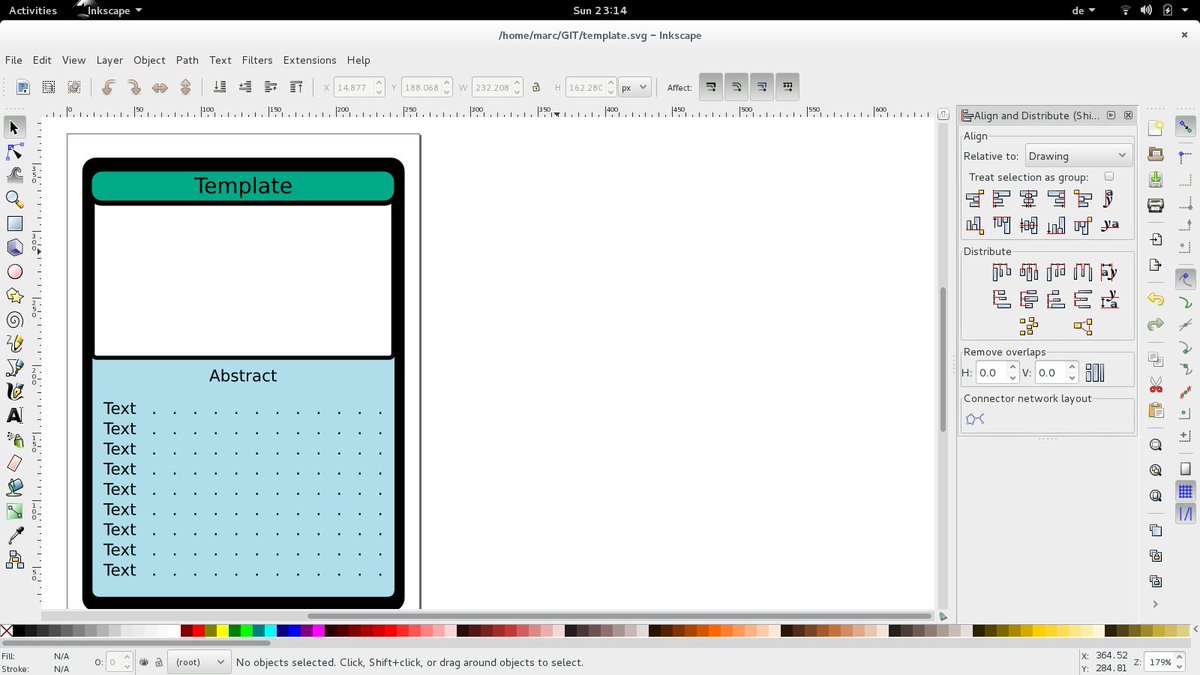 Activities Inkscape Sun 23:14 de
/home/marc/GIT/template.svg - Inkscape
File Edit View Layer Object Path Text Filters Extensions Help
X 14.877 Y 188.068 W 232.208 H 162.280 px Affect:
0 50 100 150 200 250 300 350 400 450 500 550 600
Align and Distribute (Shi...
Align
Relative to: Drawing
Treat selection as group:
Distribute
Remove overlaps
H: 0.0 V: 0.0
Connector network layout
Template
Abstract
Text . . . . . . . . . . . .
Text . . . . . . . . . . . .
Text . . . . . . . . . . . .
Text . . . . . . . . . . . .
Text . . . . . . . . . . . .
Text . . . . . . . . . . . .
Text . . . . . . . . . . . .
Text . . . . . . . . . . . .
Text . . . . . . . . . . . .
Fill: N/A
Stroke: N/A
O: 0 (root) No objects selected. Click, Shift+click, or drag around objects to select.
X: 364.52
Y: 284.81
Z: 179%